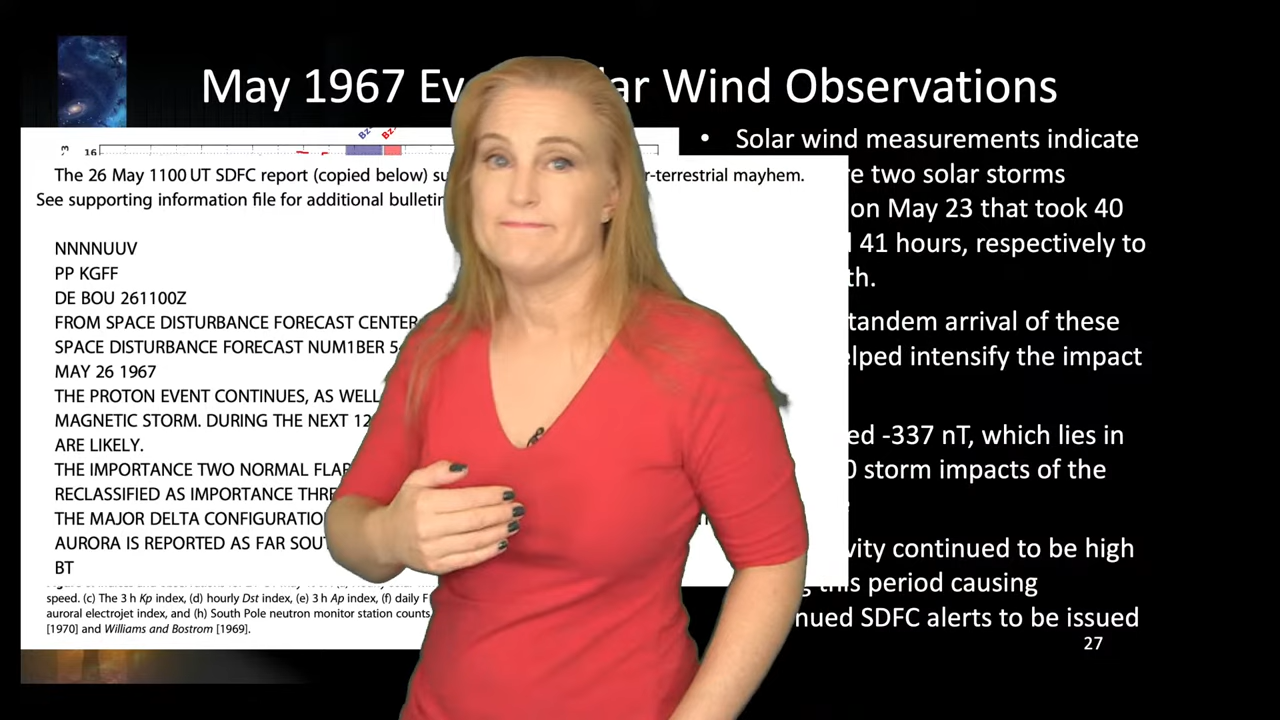 May 1967 Ev lar Wind Observations
• Solar wind measurements indicate
re two solar storms
on May 23 that took 40
41 hours, respectively to
th.
tandem arrival of these
elped intensify the impact
ed -337 nT, which lies in
0 storm impacts of the
e
vity continued to be high
this period causing
nued SDFC alerts to be issued
27
16
Bz
Bz
The 26 May 1100 UT SDFC report (copied below) su r-terrestrial mayhem.
See supporting information file for additional bulletin
NNNNUUV
PP KGFF
DE BOU 261100Z
FROM SPACE DISTURBANCE FORECAST CENTER
SPACE DISTURBANCE FORECAST NUM1BER 5
MAY 26 1967
THE PROTON EVENT CONTINUES, AS WELL
MAGNETIC STORM. DURING THE NEXT 12
ARE LIKELY.
THE IMPORTANCE TWO NORMAL FLAR
RECLASSIFIED AS IMPORTANCE THRE
THE MAJOR DELTA CONFIGURATIO
AURORA IS REPORTED AS FAR SOUT
BT
speed. (c) The 3 h Kp index, (d) hourly Dst index, (e) 3 h Ap index, (f) daily F
auroral electrojet index, and (h) South Pole neutron monitor station counts.
[1970] and Williams and Bostrom [1969].